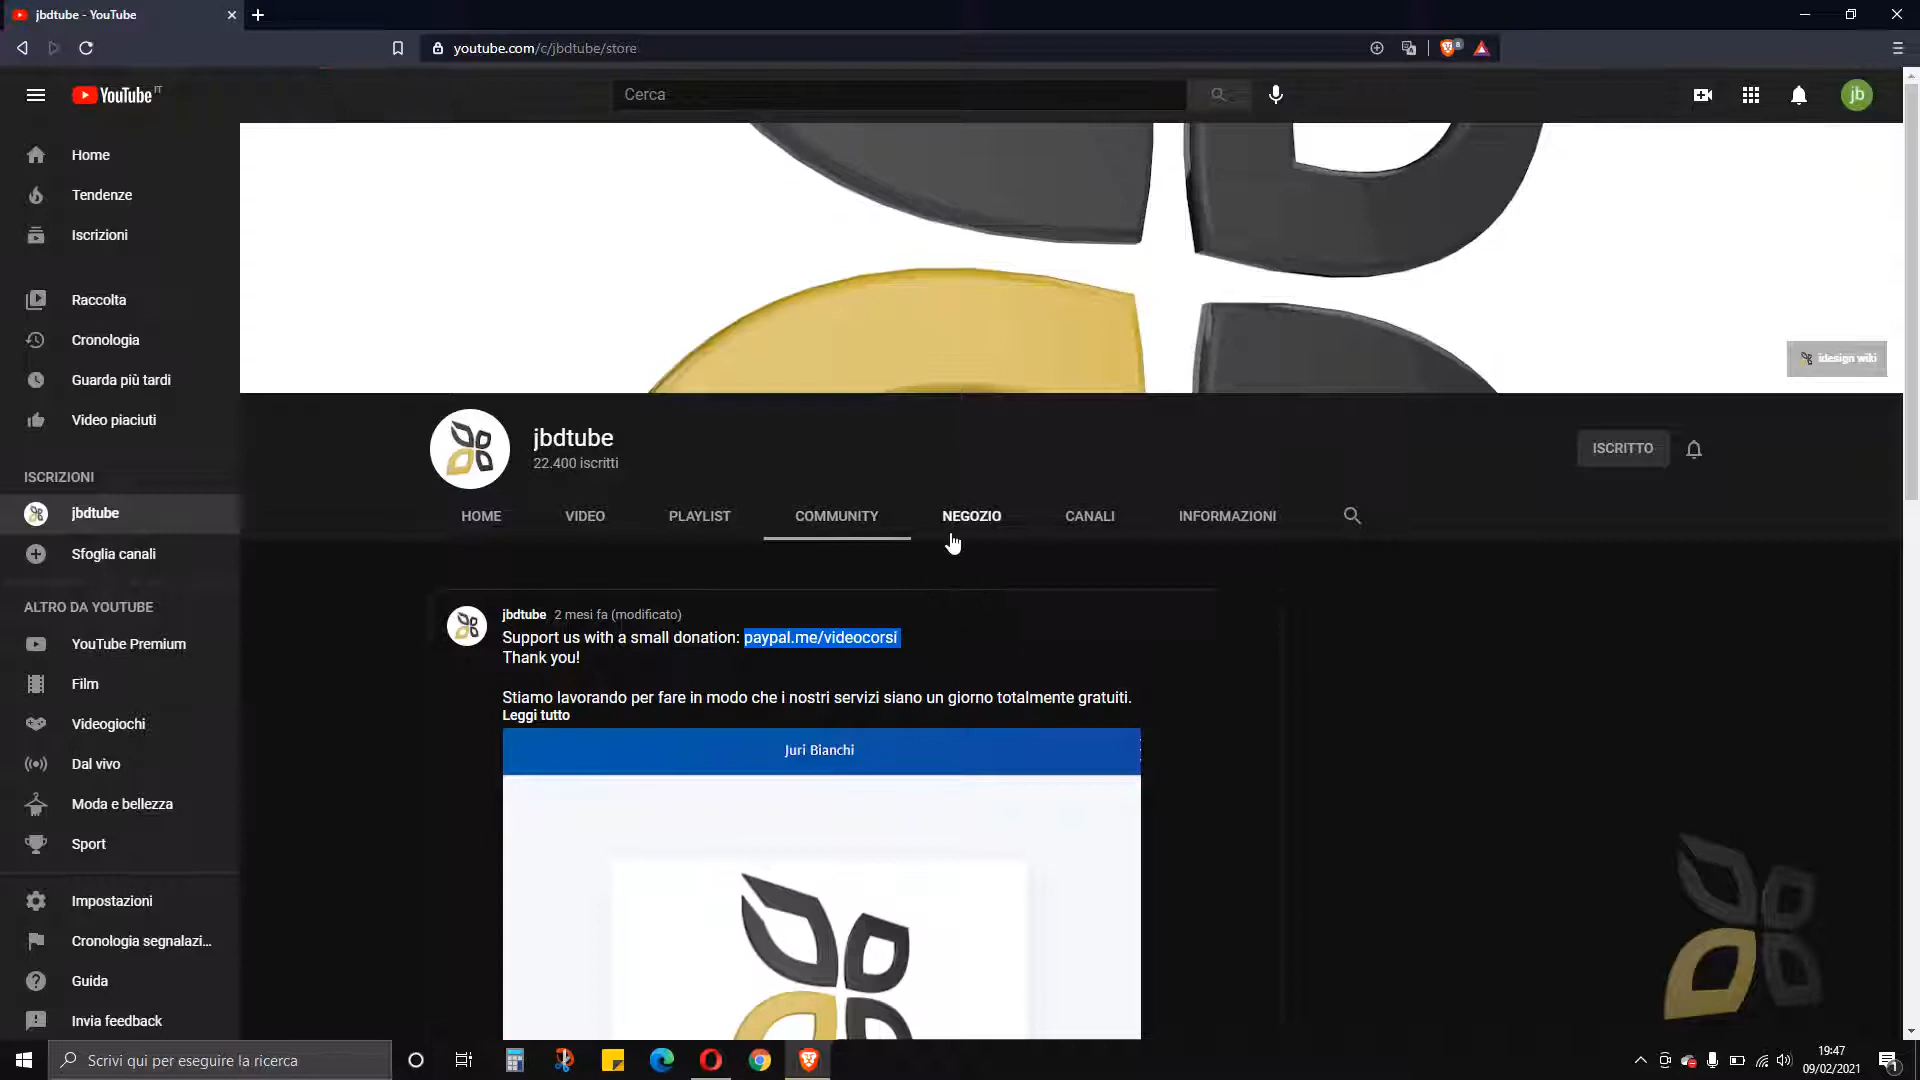 jbdtube - YouTube
youtube.com/c/jbdtube/store
8
YouTube IT
Cerca
jb
Home
Tendenze
Iscrizioni
Raccolta
Cronologia
Guarda più tardi
Video piaciuti
ISCRIZIONI
jbdtube
Sfoglia canali
ALTRO DA YOUTUBE
YouTube Premium
Film
Videogiochi
Dal vivo
Moda e bellezza
Sport
Impostazioni
Cronologia segnalazi...
Guida
Invia feedback
idesign wiki
jbdtube
22.400 iscritti
ISCRITTO
HOME VIDEO PLAYLIST COMMUNITY NEGOZIO CANALI INFORMAZIONI
jbdtube 2 mesi fa (modificato)
Support us with a small donation: paypal.me/videocorsi
Thank you!
Stiamo lavorando per fare in modo che i nostri servizi siano un giorno totalmente gratuiti.
Leggi tutto
Juri Bianchi
Scrivi qui per eseguire la ricerca
19:47
09/02/2021
1